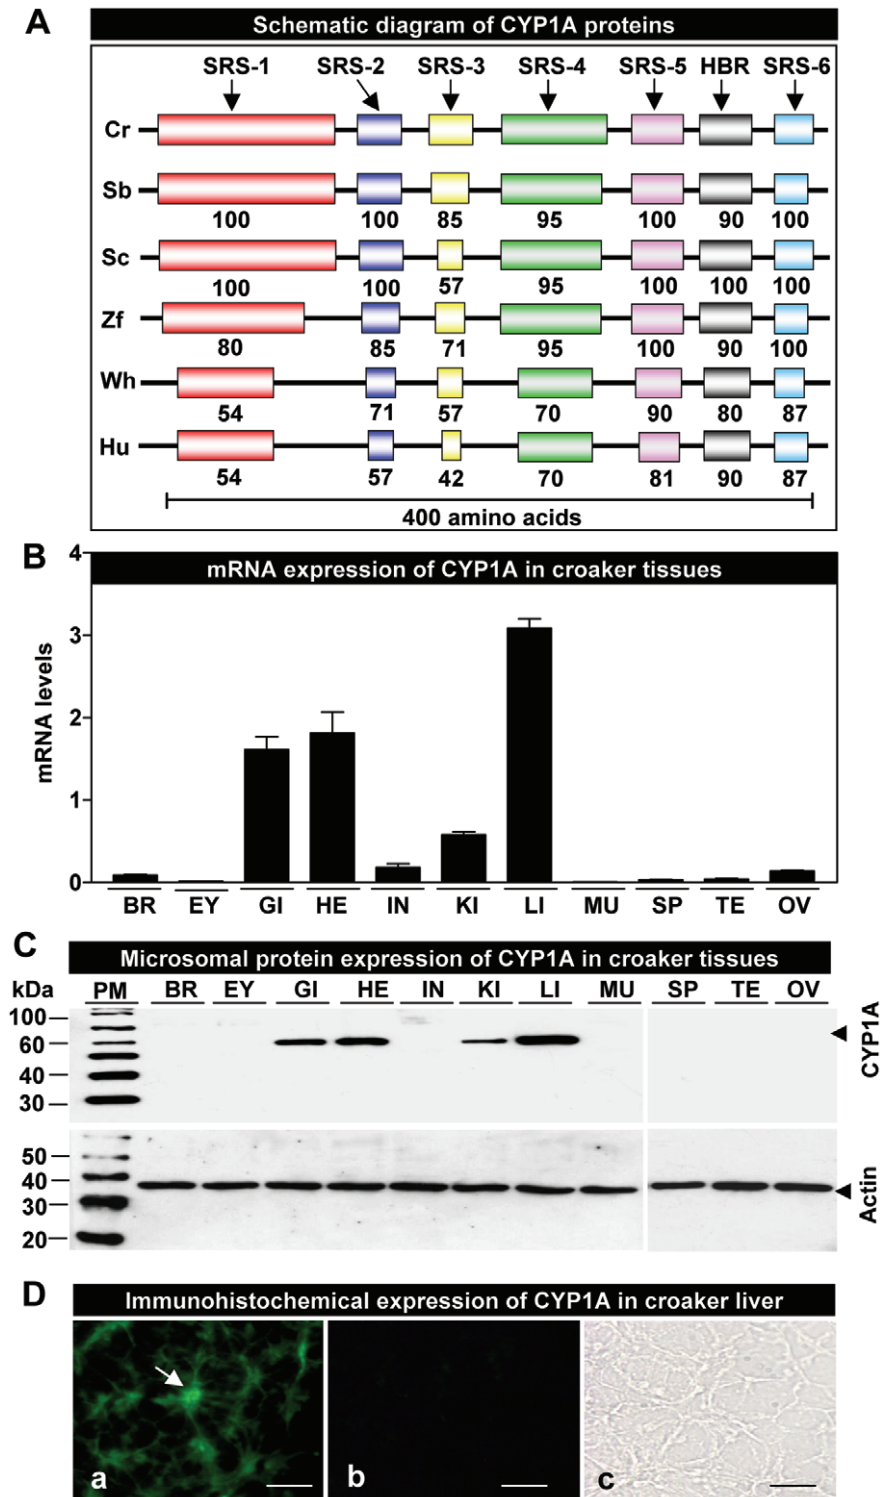 A
Schematic diagram of CYP1A proteins
SRS-1 SRS-2 SRS-3 SRS-4 SRS-5 HBR SRS-6
Cr
Sb
100 100 85 95 100 90 100
Sc
100 100 57 95 100 100 100
Zf
80 85 71 95 100 90 100
Wh
54 71 57 70 90 80 87
Hu
54 57 42 70 81 90 87
400 amino acids
B
mRNA expression of CYP1A in croaker tissues
mRNA levels
4
3
2
1
0
BR EY GI HE IN KI LI MU SP TE OV
C
Microsomal protein expression of CYP1A in croaker tissues
kDa PM BR EY GI HE IN KI LI MU SP TE OV
100
60
40
30
CYP1A
50
40
30
20
Actin
D
Immunohistochemical expression of CYP1A in croaker liver
a b c